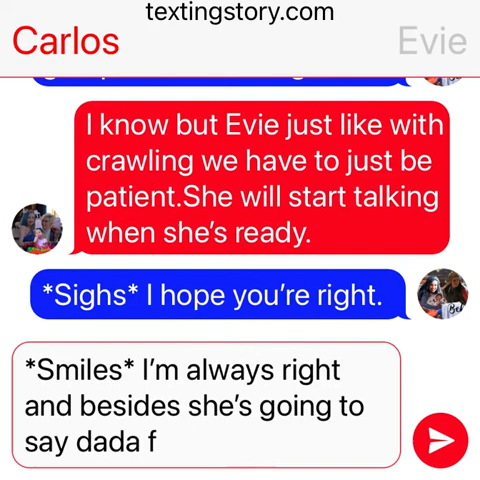 textingstory.com
Carlos
Evie
I know but Evie just like with
crawling we have to just be
patient.She will start talking
when she's ready.
*Sighs* I hope you're right.
*Smiles* I'm always right
and besides she's going to
say dada f